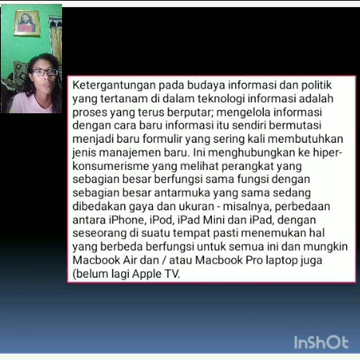 Ketergantungan pada budaya informasi dan politik
yang tertanam di dalam teknologi informasi adalah
proses yang terus berputar; mengelola informasi
dengan cara baru informasi itu sendiri bermutasi
menjadi baru formulir yang sering kali membutuhkan
jenis manajemen baru. Ini menghubungkan ke hiper-
konsumerisme yang melihat perangkat yang
sebagian besar berfungsi sama fungsi dengan
sebagian besar antarmuka yang sama sedang
dibedakan gaya dan ukuran - misalnya, perbedaan
antara iPhone, iPod, iPad Mini dan iPad, dengan
seseorang di suatu tempat pasti menemukan hal
yang berbeda berfungsi untuk semua ini dan mungkin
Macbook Air dan / atau Macbook Pro laptop juga
(belum lagi Apple TV.
InShOt